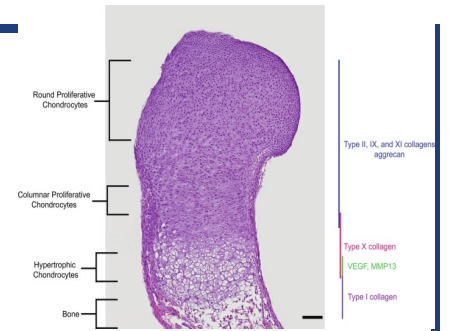 Round Proliferative
Chondrocytes
Columnar Proliferative
Chondrocytes
Hypertrophic
Chondrocytes
Bone
Type II, IX, and XI collagens
aggrecan
Type X collagen
VEGF, MMP13
Type I collagen